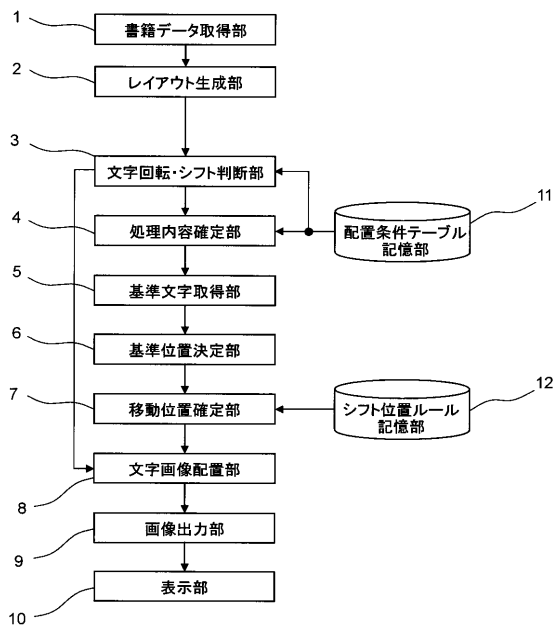 1
書籍データ取得部
2
レイアウト生成部
3
文字回転・シフト判断部
4
処理内容確定部
11
配置条件テーブル
記憶部
5
基準文字取得部
6
基準位置決定部
7
移動位置確定部
12
シフト位置ルール
記憶部
文字画像配置部
8
画像出力部
9
表示部
10